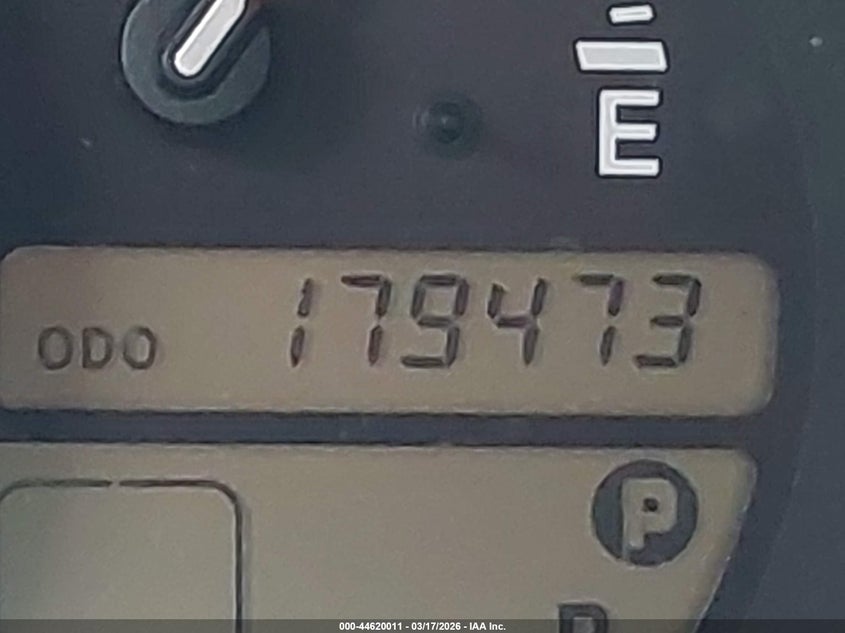 E
ODO 179473
P
000-44620011 - 03/17/2026 - IAA Inc.